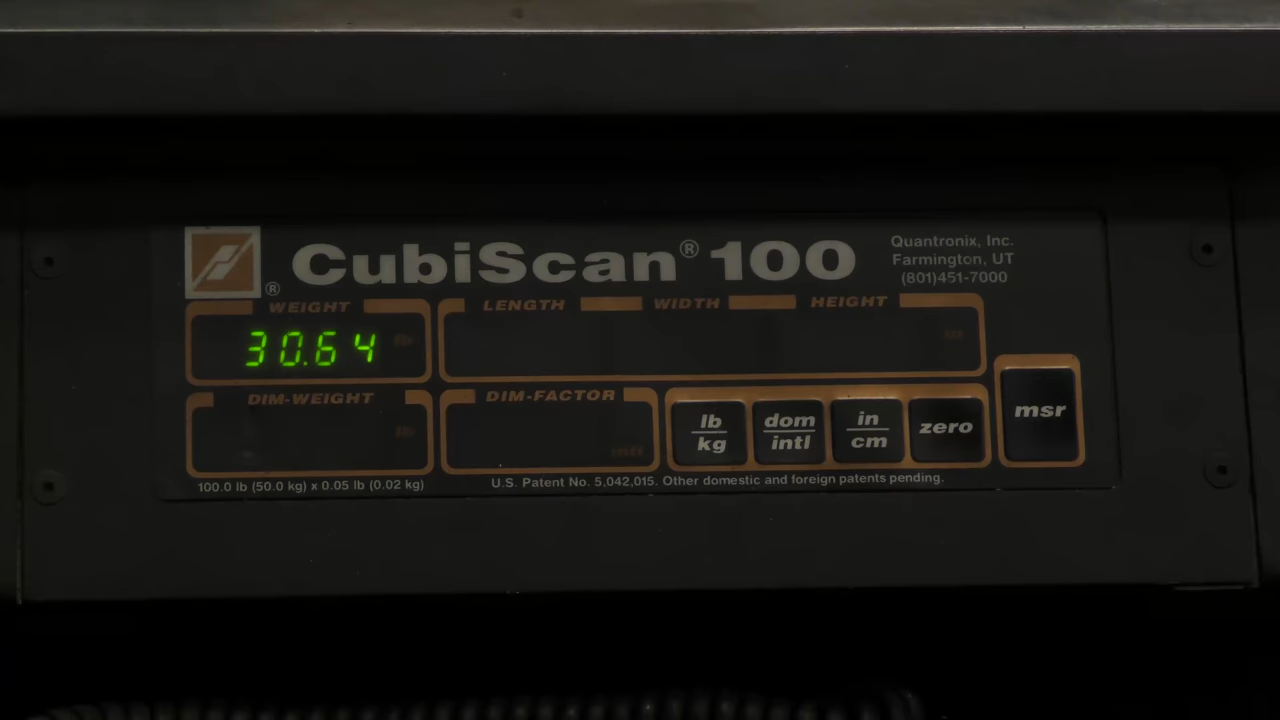 CubiScan® 100
Quantronix, Inc.
Farmington, UT
(801)451-7000
®
WEIGHT
LENGTH WIDTH HEIGHT
30.64
DIM-WEIGHT
DIM-FACTOR
lb
kg
dom
intl
in
cm
zero
msr
100.0 lb (50.0 kg) x 0.05 lb (0.02 kg)
U.S. Patent No. 5,042,015. Other domestic and foreign patents pending.